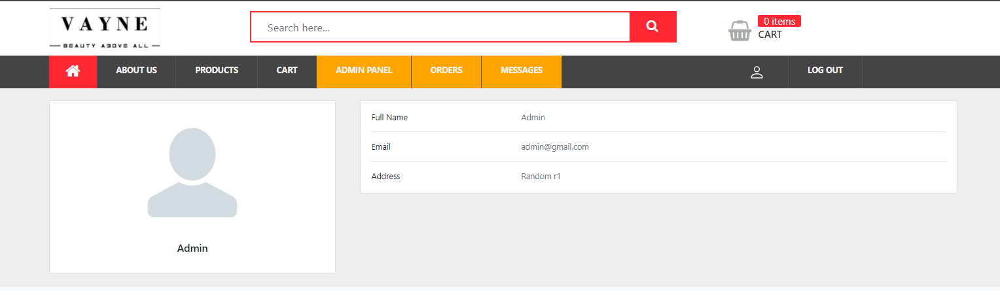 VAYNE
BEAUTY ABOVE ALL
Search here...
0 items
CART
ABOUT US
PRODUCTS
CART
ADMIN PANEL
ORDERS
MESSAGES
LOG OUT
Admin
Full Name Admin
Email admin@gmail.com
Address Random r1